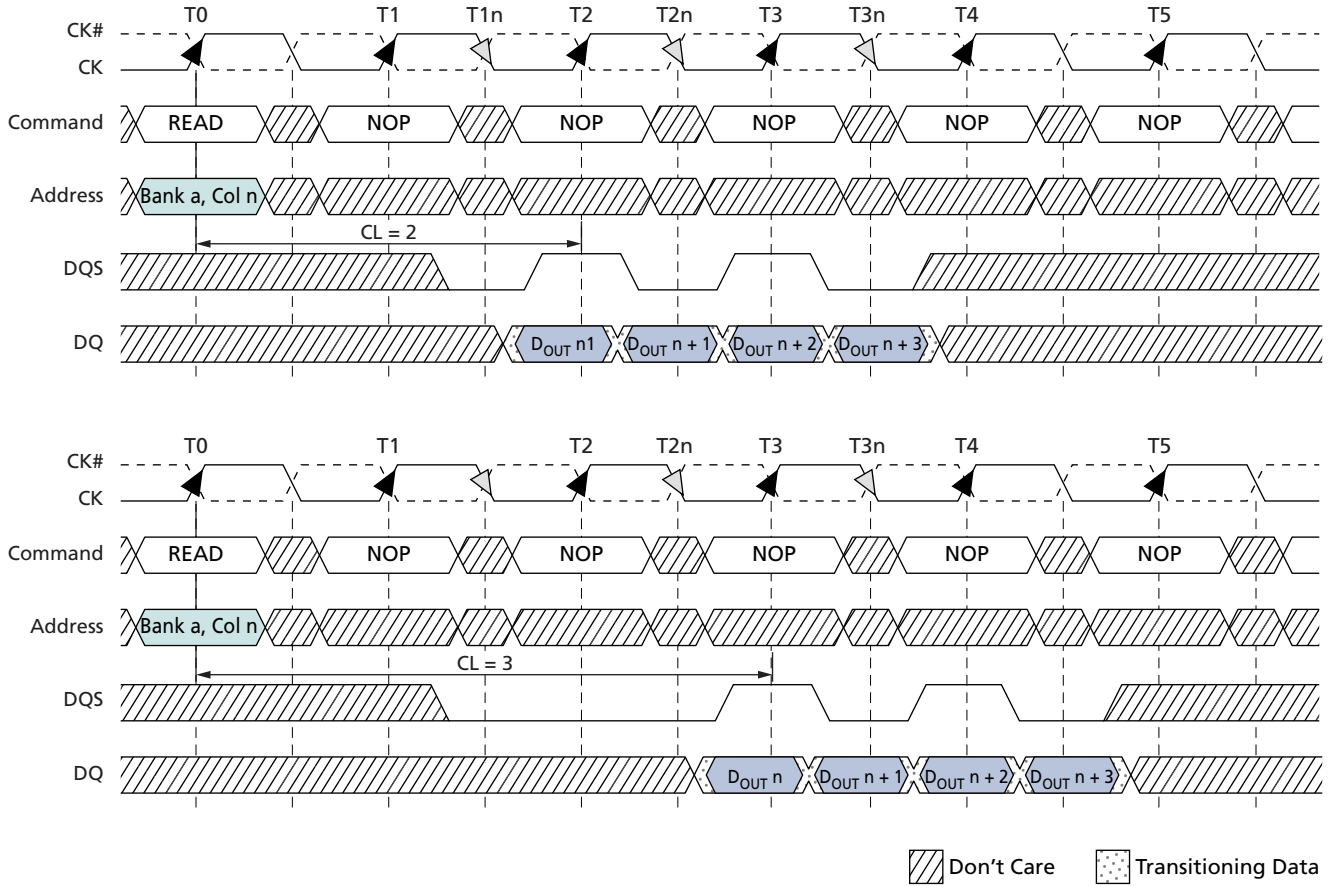 T0 T1 T1n T2 T2n T3 T3n T4 T5
CK#
CK
Command READ NOP NOP NOP NOP NOP
Address Bank a, Col n
CL = 2
DQS
DQ DOUT n1 DOUT n + 1 DOUT n + 2 DOUT n + 3
T0 T1 T2 T2n T3 T3n T4 T5
CK#
CK
Command READ NOP NOP NOP NOP NOP
Address Bank a, Col n
CL = 3
DQS
DQ DOUT n DOUT n + 1 DOUT n + 2 DOUT n + 3
Don't Care Transitioning Data